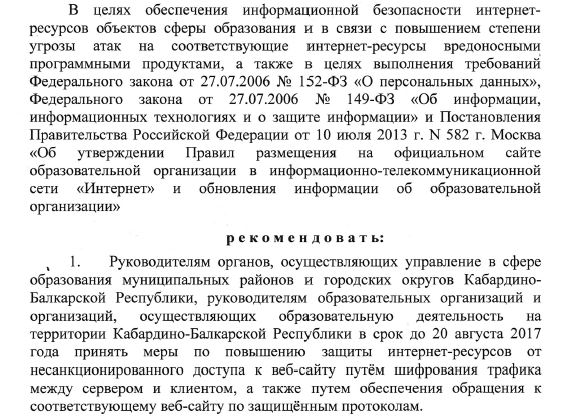 В целях обеспечения информационной безопасности интернет-
ресурсов объектов сферы образования и в связи с повышением степени
угрозы атак на соответствующие интернет-ресурсы вредоносными
программными продуктами, а также в целях выполнения требований
Федерального закона от 27.07.2006 № 152-ФЗ «О персональных данных»,
Федерального закона от 27.07.2006 № 149-ФЗ «Об информации,
информационных технологиях и о защите информации» и Постановления
Правительства Российской Федерации от 10 июля 2013 г. N 582 г. Москва
«Об утверждении Правил размещения на официальном сайте
образовательной организации в информационно-телекоммуникационной
сети «Интернет» и обновления информации об образовательной
организации»
рекомендовать:
1. Руководителям органов, осуществляющих управление в сфере
образования муниципальных районов и городских округов Кабардино-
Балкарской Республики, руководителям образовательных организаций и
организаций, осуществляющих образовательную деятельность на
территории Кабардино-Балкарской Республики в срок до 20 августа 2017
года принять меры по повышению защиты интернет-ресурсов от
несанкционированного доступа к веб-сайту путём шифрования трафика
между сервером и клиентом, а также путем обеспечения обращения к
соответствующему веб-сайту по защищённым протоколам.